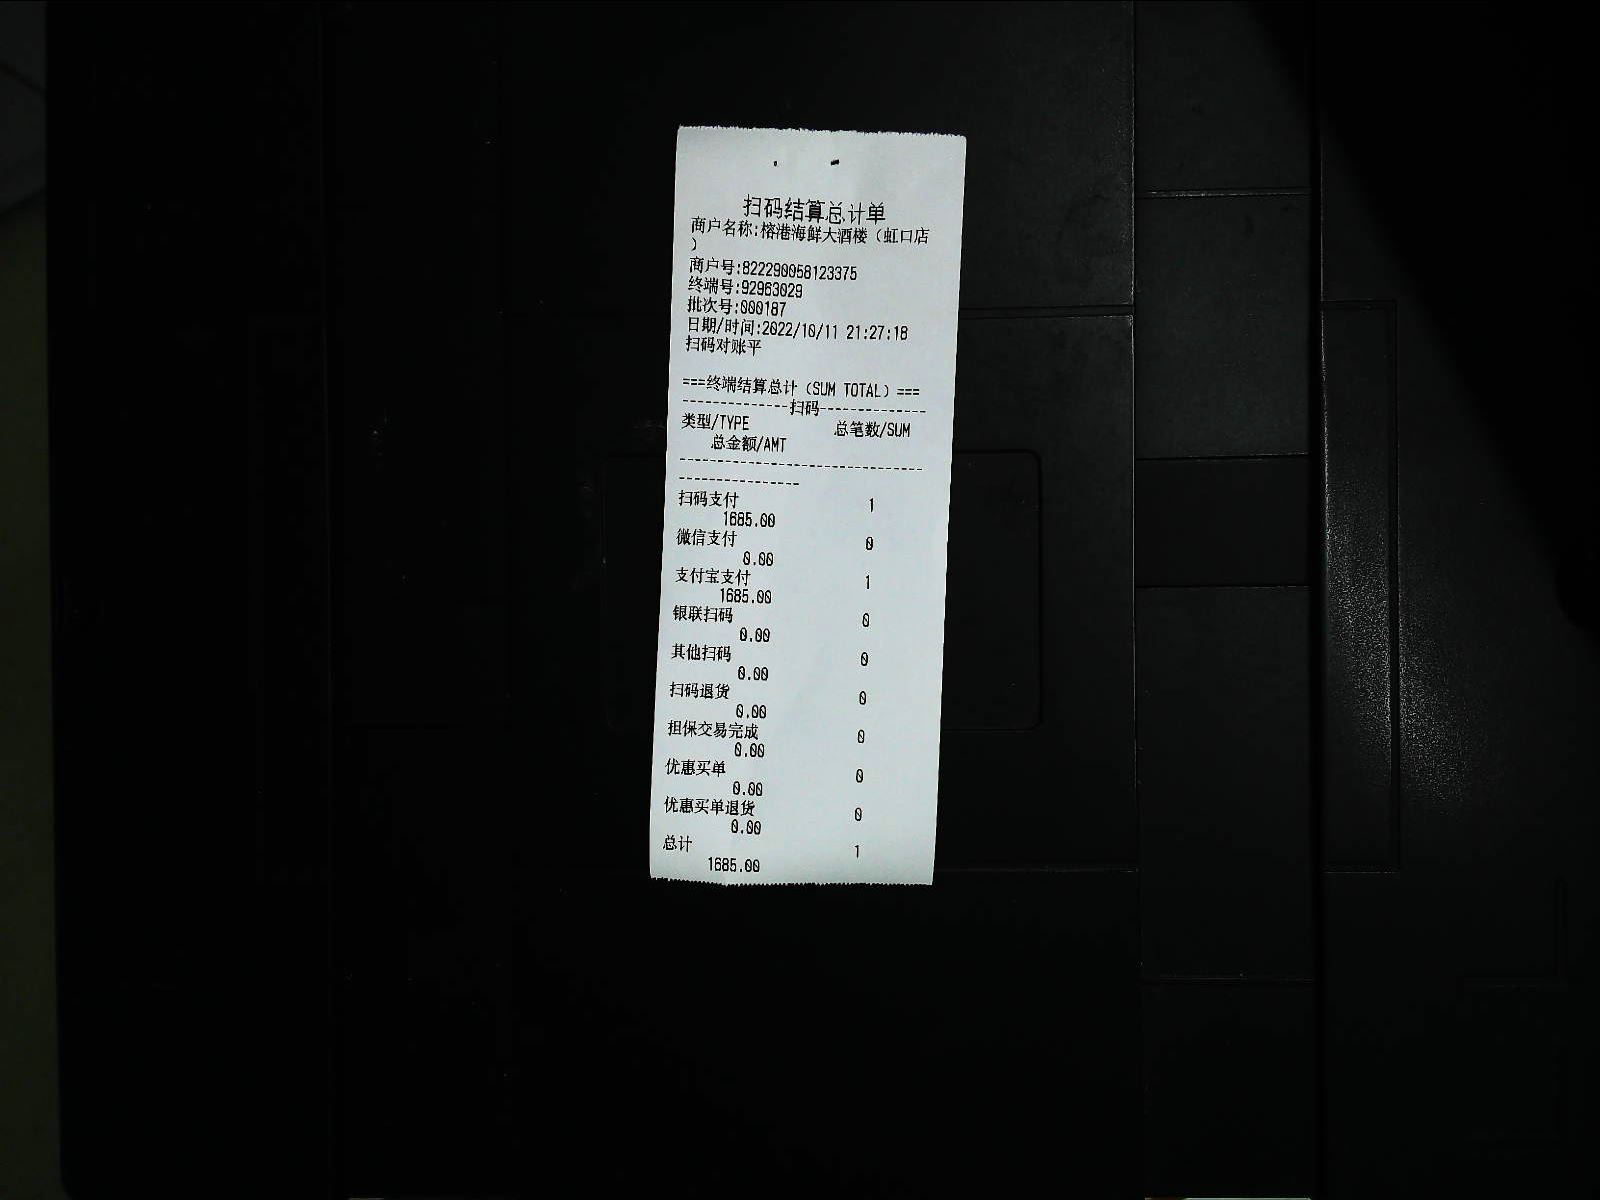 扫码结算总计单
商户名称:榕港海鲜大酒楼（虹口店
）
商户号:822290058123375
终端号:92963029
批次号:000187
日期/时间:2022/10/11 21:27:18
扫码对账平
===终端结算总计（SUM TOTAL）===
--------------扫码--------------
类型/TYPE 总笔数/SUM
总金额/AMT
--------------------------------
----------------
扫码支付 1
1685.00
微信支付 0
0.00
支付宝支付 1
1685.00
银联扫码 0
0.00
其他扫码 0
0.00
扫码退货 0
0.00
担保交易完成 0
0.00
优惠买单 0
0.00
优惠买单退货 0
0.00
总计 1
1685.00